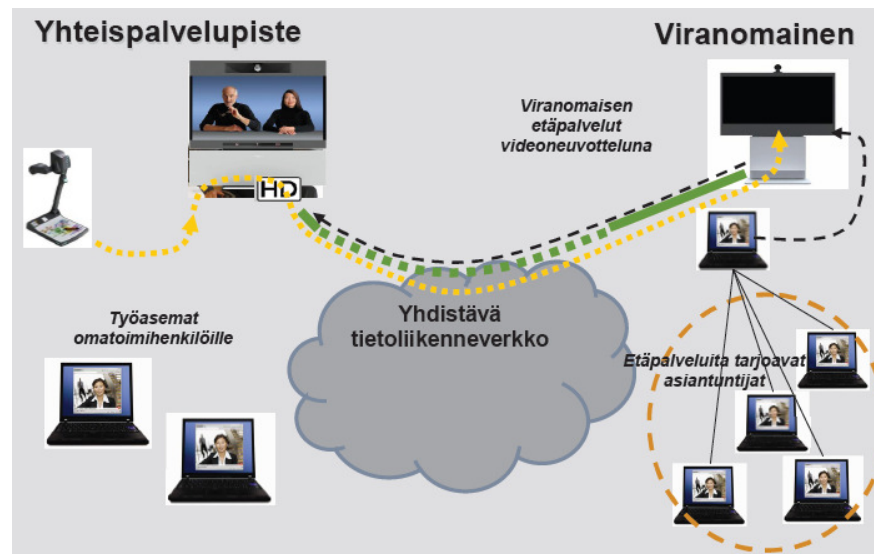 Yhteispalvelupiste
Viranomainen
Viranomaisen
etäpalvelut
videoneuvotteluna
HD
Työasemat
omatoimihenkilöille
Yhdistävä
tietoliikenneverkko
Etäpalveluita tarjoavat
asiantuntijat